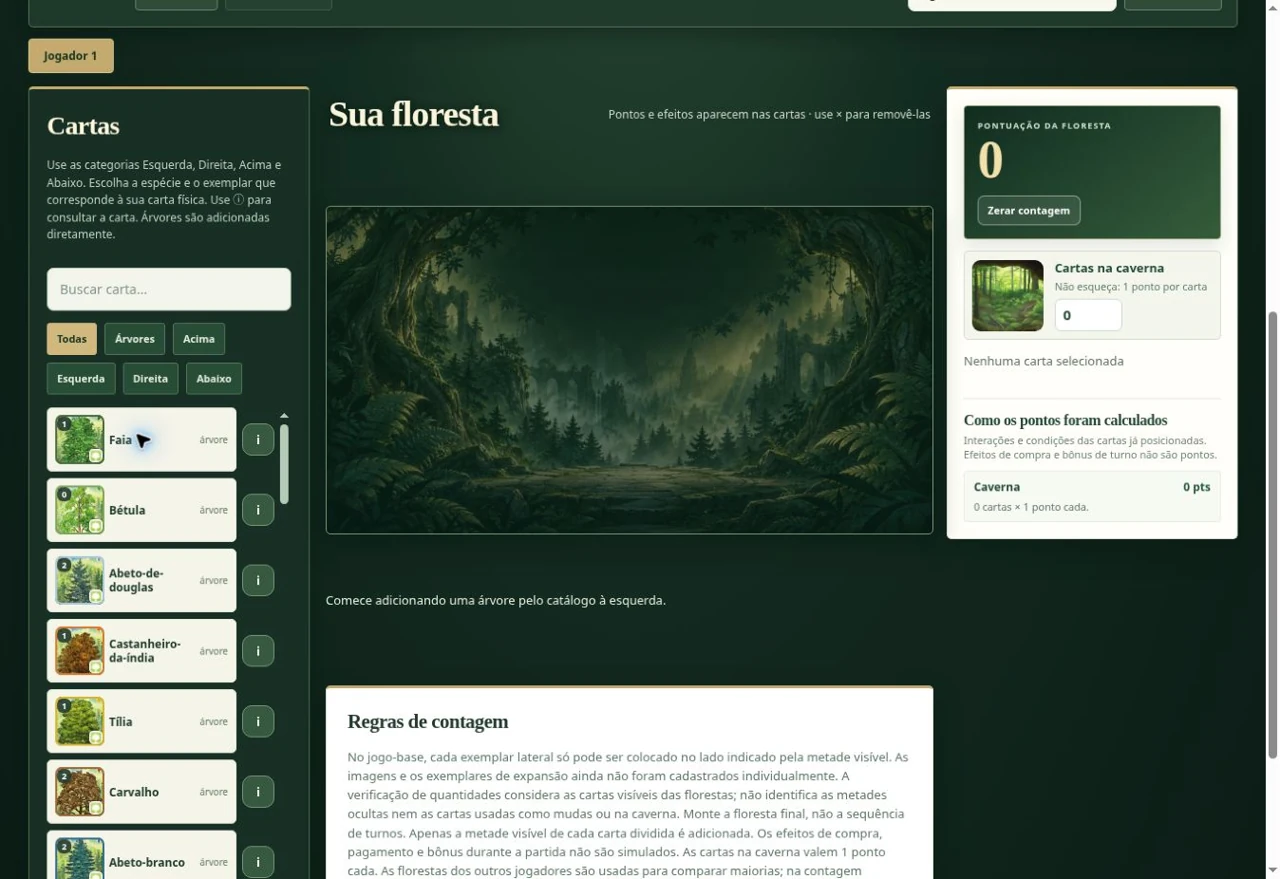 Jogador 1
Cartas
Use as categorias Esquerda, Direita, Acima e
Abaixo. Escolha a espécie e o exemplar que
corresponde à sua carta física. Use ⓘ para
consultar a carta. Árvores são adicionadas
diretamente.
Buscar carta...
Todas
Árvores
Acima
Esquerda
Direita
Abaixo
1
Faia
árvore
i
0
Bétula
árvore
i
2
Abeto-de-
douglas
árvore
i
1
Castanheiro-
da-índia
árvore
i
1
Tília
árvore
i
2
Carvalho
árvore
i
2
Abeto-branco
árvore
i
Sua floresta
Pontos e efeitos aparecem nas cartas · use × para removê-las
Comece adicionando uma árvore pelo catálogo à esquerda.
Regras de contagem
No jogo-base, cada exemplar lateral só pode ser colocado no lado indicado pela metade visível. As
imagens e os exemplares de expansão ainda não foram cadastrados individualmente. A
verificação de quantidades considera as cartas visíveis das florestas; não identifica as metades
ocultas nem as cartas usadas como mudas ou na caverna. Monte a floresta final, não a sequência
de turnos. Apenas a metade visível de cada carta dividida é adicionada. Os efeitos de compra,
pagamento e bônus durante a partida não são simulados. As cartas na caverna valem 1 ponto
cada. As florestas dos outros jogadores são usadas para comparar maiorias; na contagem
PONTUAÇÃO DA FLORESTA
0
Zerar contagem
Cartas na caverna
Não esqueça: 1 ponto por carta
0
Nenhuma carta selecionada
Como os pontos foram calculados
Interações e condições das cartas já posicionadas.
Efeitos de compra e bônus de turno não são pontos.
Caverna
0 pts
0 cartas × 1 ponto cada.